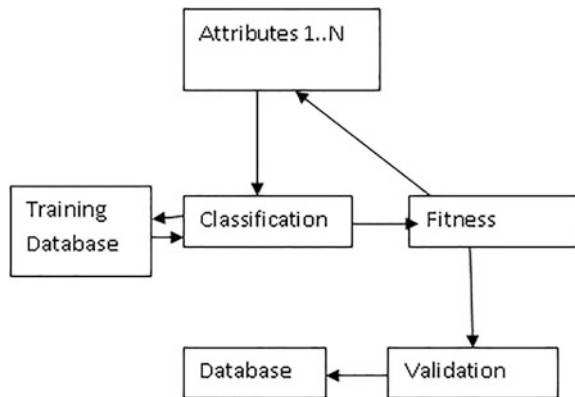 Attributes 1..N
Training
Database
Classification
Fitness
Database
Validation